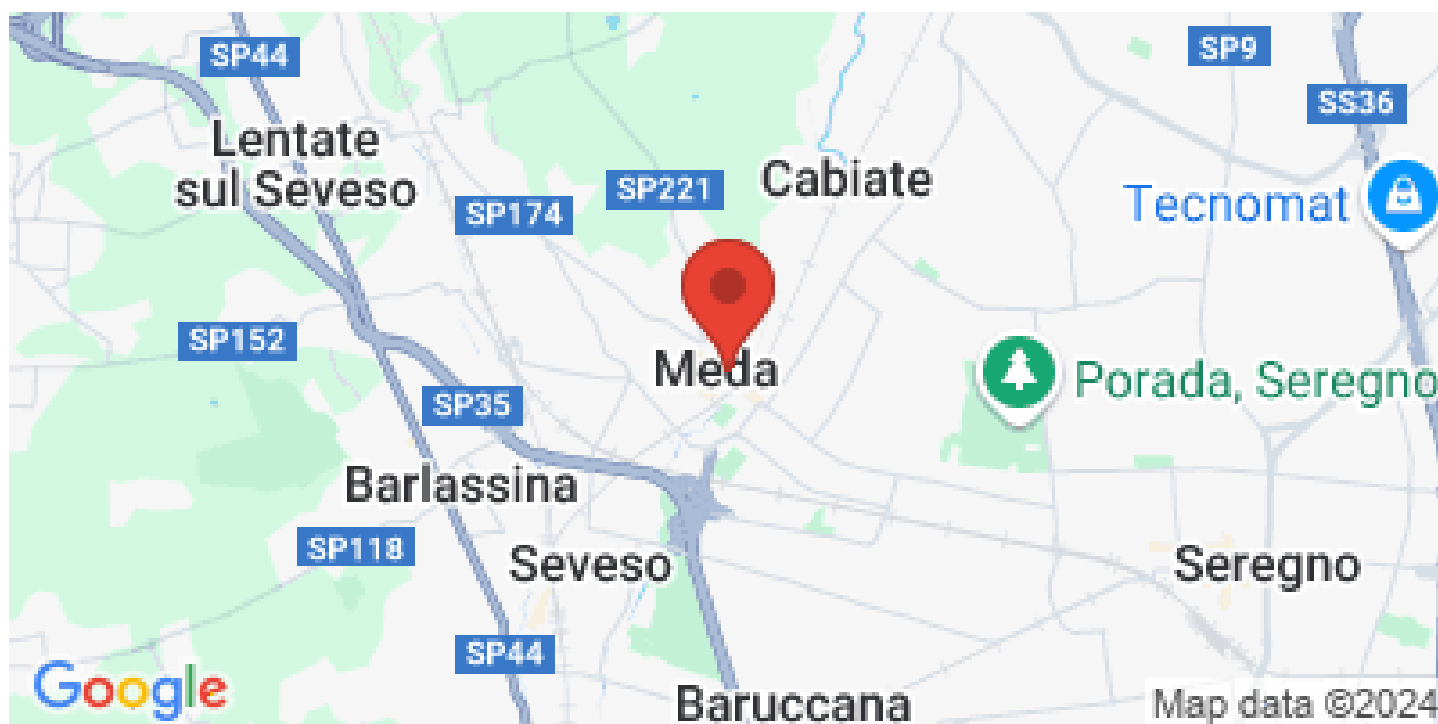 SP44
SP9
SS36
Lentate
sul Seveso
SP221
Cabiate
Tecnomat
SP174
SP152
Meda
Porada, Seregno
SP35
Barlassina
SP118
Seveso
Seregno
SP44
Google
Baruccana
Map data ©2024